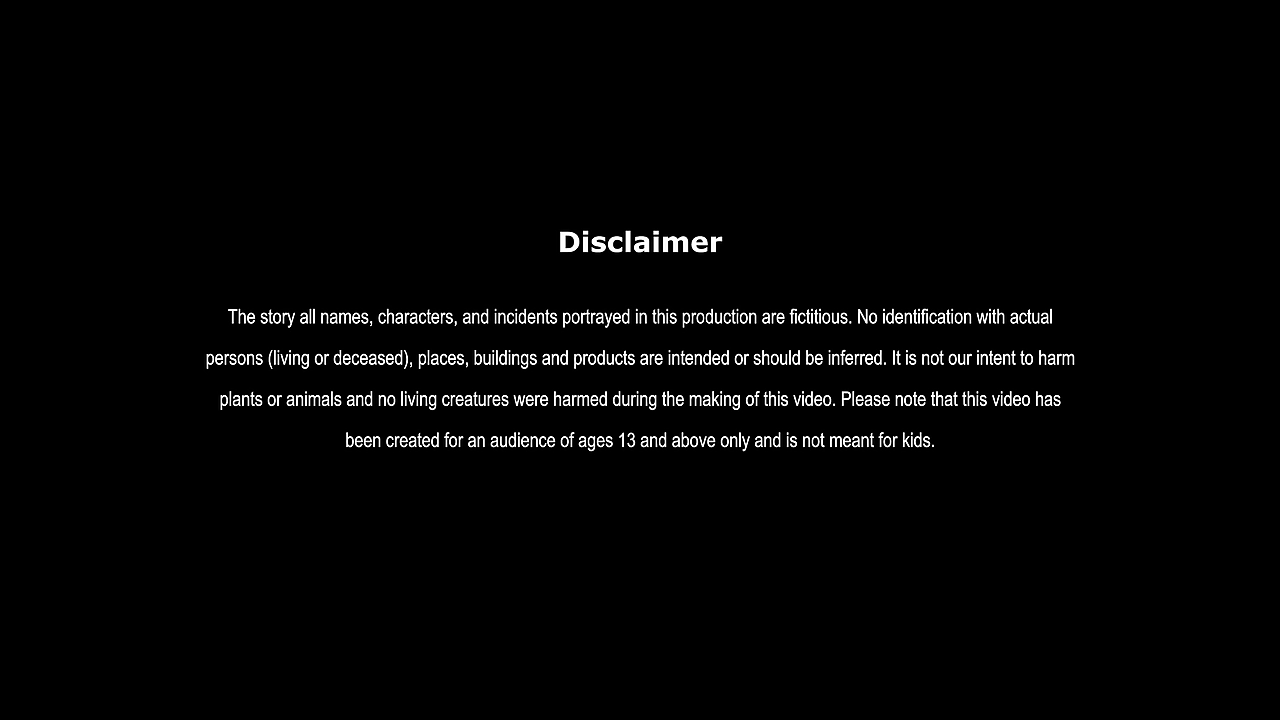 Disclaimer
The story all names, characters, and incidents portrayed in this production are fictitious. No identification with actual
persons (living or deceased), places, buildings and products are intended or should be inferred. It is not our intent to harm
plants or animals and no living creatures were harmed during the making of this video. Please note that this video has
been created for an audience of ages 13 and above only and is not meant for kids.